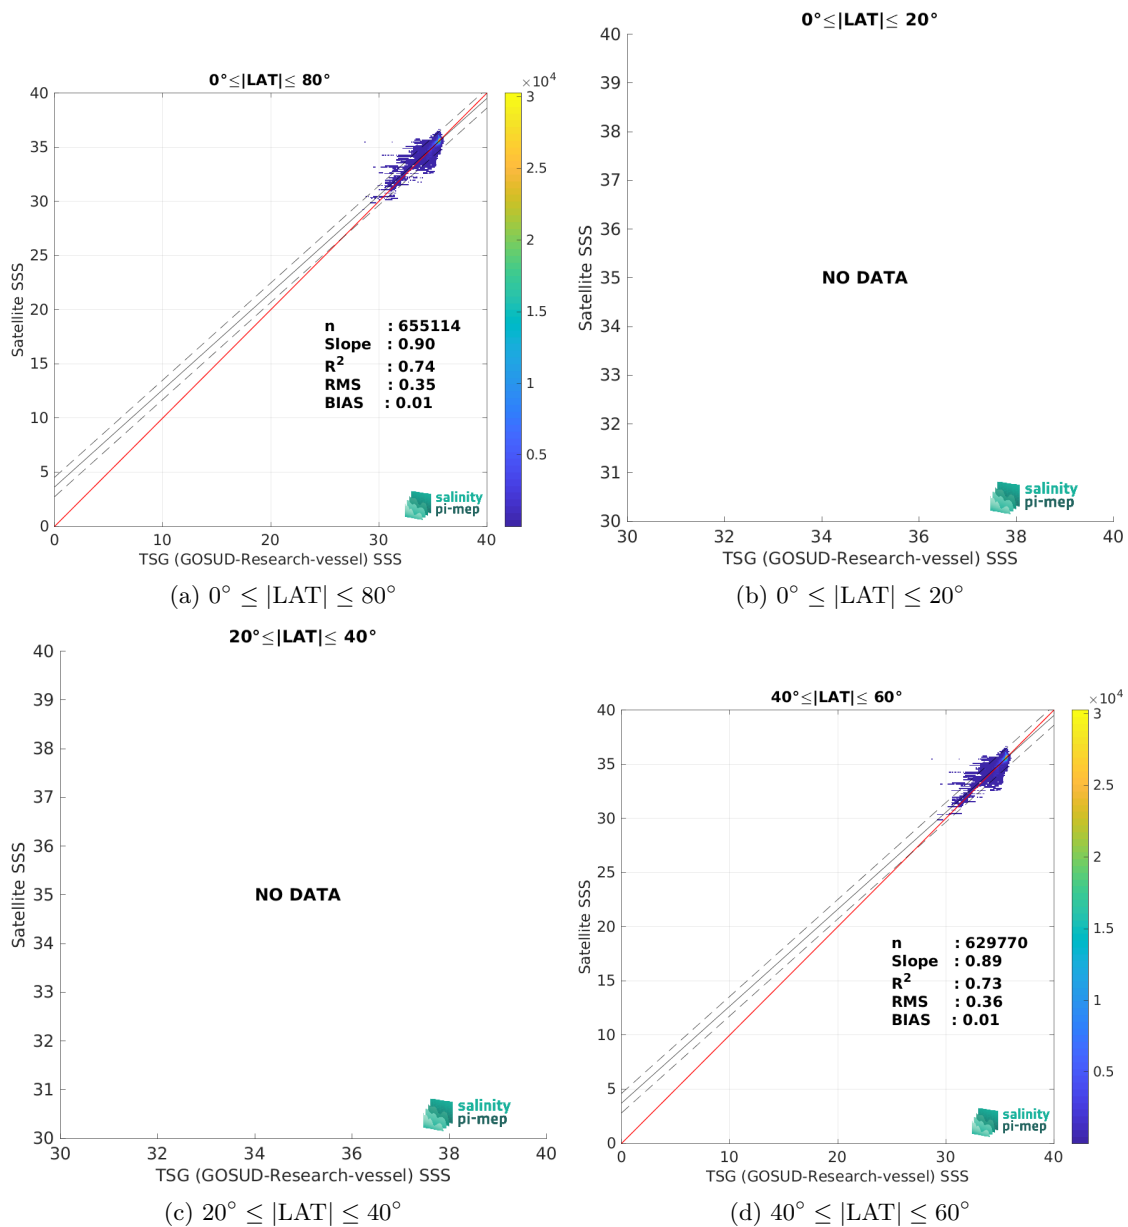 0°≤|LAT|≤ 80°
×10⁴
40
35
30
25
20
15
10
5
0
Satellite SSS
3
2.5
2
1.5
1
0.5
n : 655114
Slope : 0.90
R² : 0.74
RMS : 0.35
BIAS : 0.01
salinity
pi-mep
0 10 20 30 40
TSG (GOSUD-Research-vessel) SSS
(a) 0° ≤ |LAT| ≤ 80°
0°≤|LAT|≤ 20°
40
39
38
37
36
35
34
33
32
31
30
Satellite SSS
NO DATA
salinity
pi-mep
30 32 34 36 38 40
TSG (GOSUD-Research-vessel) SSS
(b) 0° ≤ |LAT| ≤ 20°
20°≤|LAT|≤ 40°
40
39
38
37
36
35
34
33
32
31
30
Satellite SSS
NO DATA
salinity
pi-mep
30 32 34 36 38 40
TSG (GOSUD-Research-vessel) SSS
(c) 20° ≤ |LAT| ≤ 40°
40°≤|LAT|≤ 60°
×10⁴
40
35
30
25
20
15
10
5
0
Satellite SSS
3
2.5
2
1.5
1
0.5
n : 629770
Slope : 0.89
R² : 0.73
RMS : 0.36
BIAS : 0.01
salinity
pi-mep
0 10 20 30 40
TSG (GOSUD-Research-vessel) SSS
(d) 40° ≤ |LAT| ≤ 60°